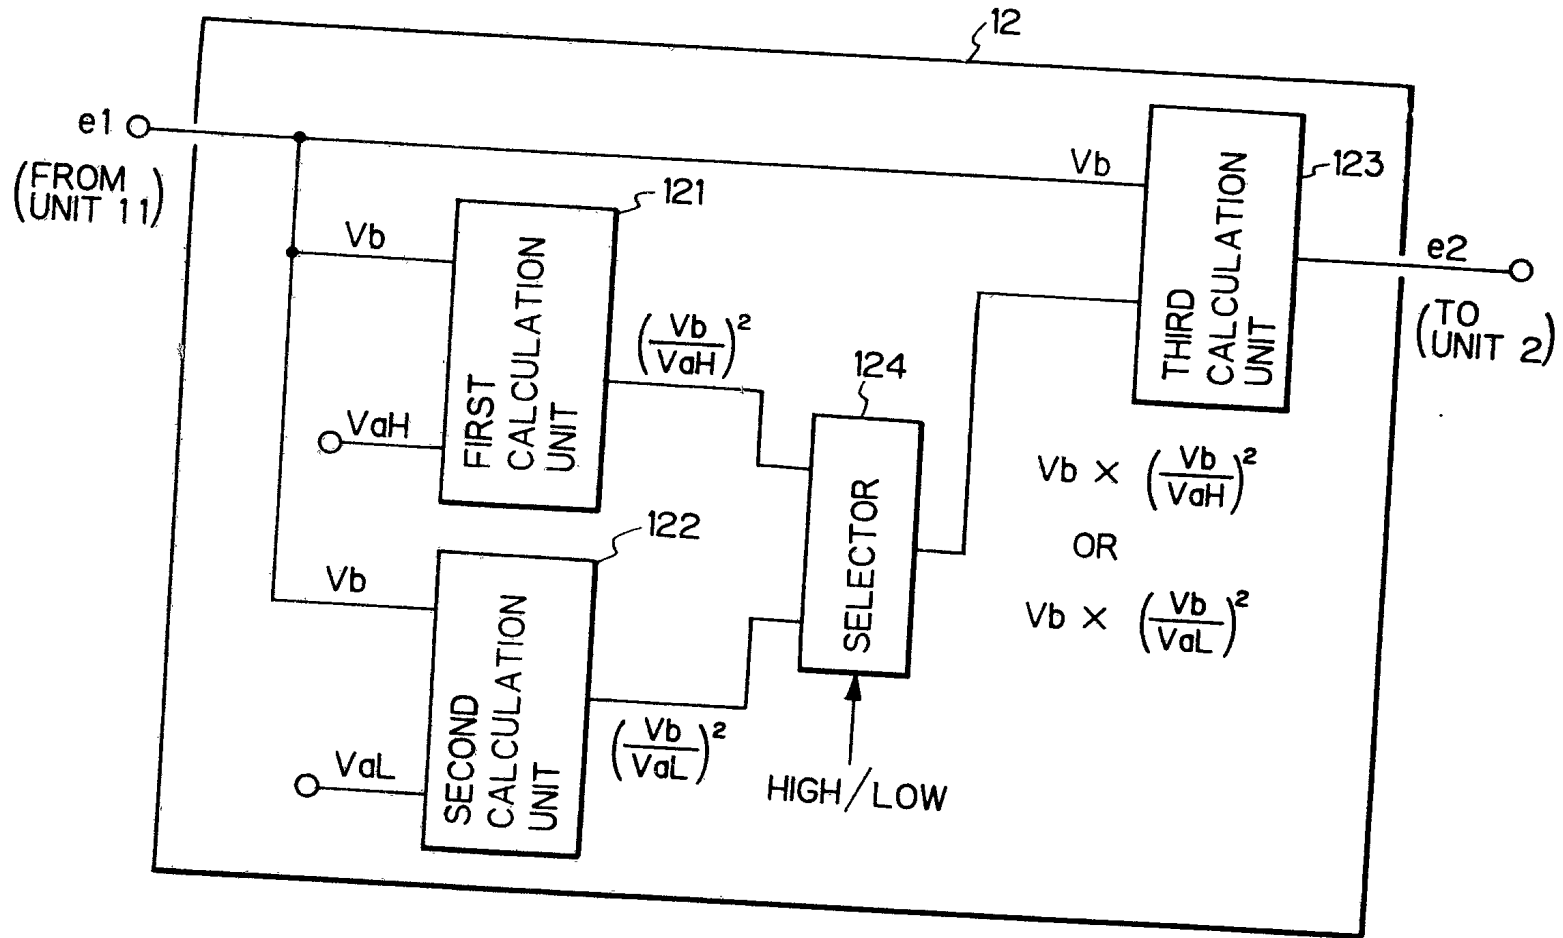 12
e1
(FROM
UNIT 11)
Vb
123
THIRD
CALCULATION
UNIT
e2
(TO
UNIT 2)
121
Vb
FIRST
CALCULATION
UNIT
VaH
(Vb/VaH)²
124
SELECTOR
HIGH/LOW
122
Vb
SECOND
CALCULATION
UNIT
VaL
(Vb/VaL)²
Vb × (Vb/VaH)²
OR
Vb × (Vb/VaL)²